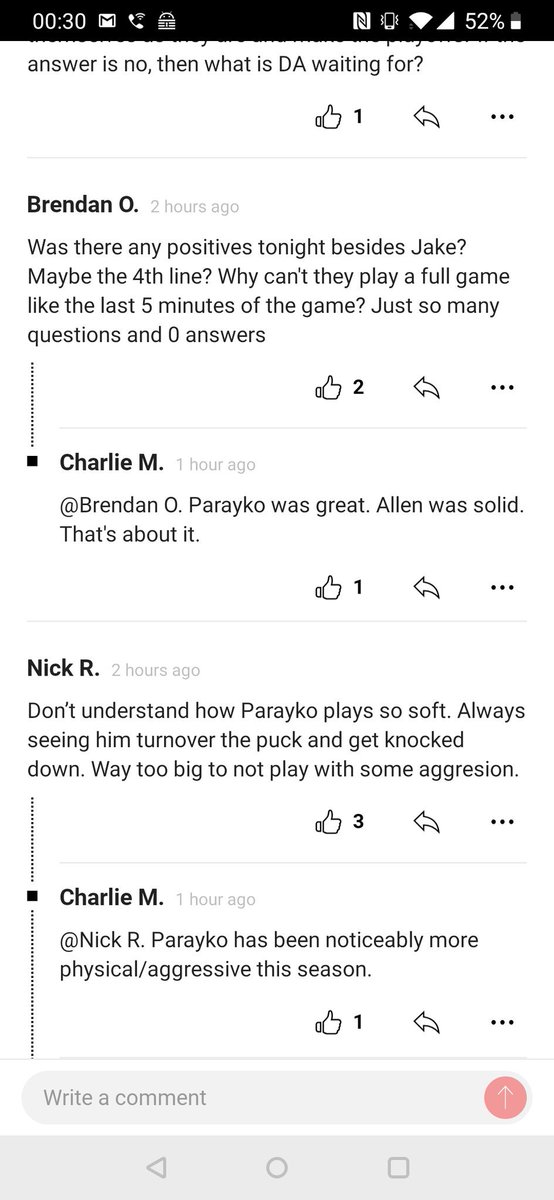 00:30
52%
answer is no, then what is DA waiting for?
1
Brendan O. 2 hours ago
Was there any positives tonight besides Jake?
Maybe the 4th line? Why can't they play a full game
like the last 5 minutes of the game? Just so many
questions and 0 answers
2
Charlie M. 1 hour ago
@Brendan O. Parayko was great. Allen was solid.
That's about it.
1
Nick R. 2 hours ago
Don’t understand how Parayko plays so soft. Always
seeing him turnover the puck and get knocked
down. Way too big to not play with some aggresion.
3
Charlie M. 1 hour ago
@Nick R. Parayko has been noticeably more
physical/aggressive this season.
1
Write a comment